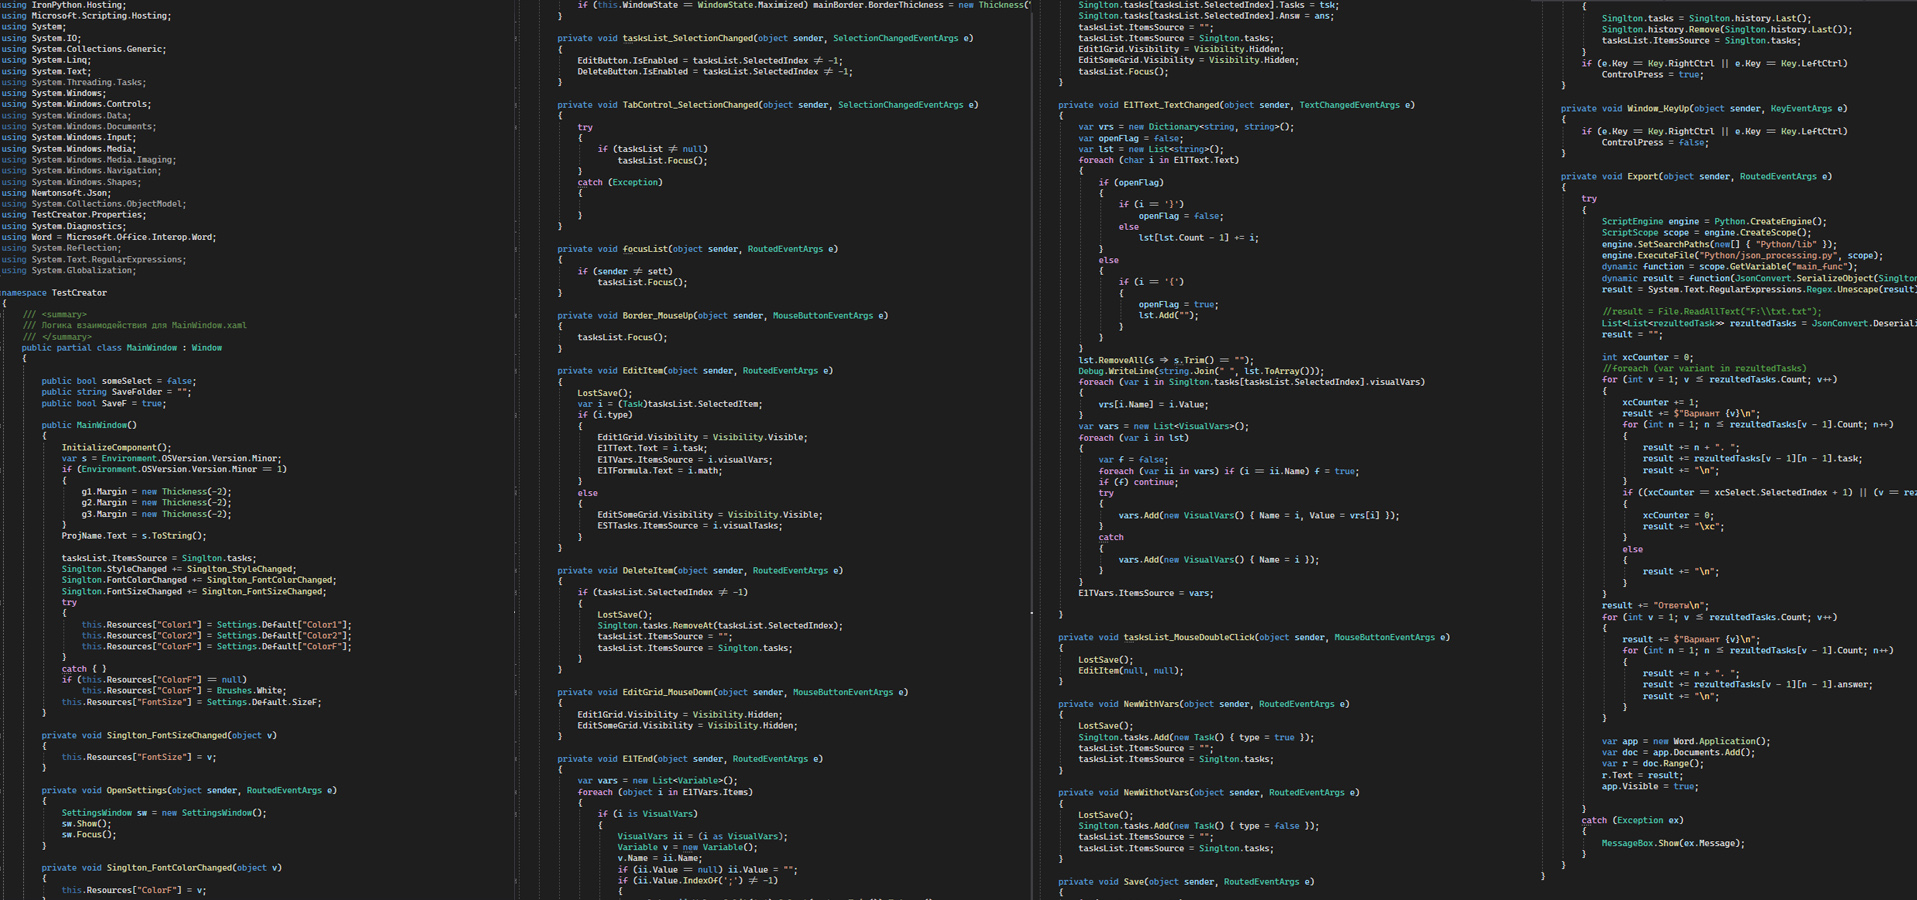 using IronPython.Hosting;
using Microsoft.Scripting.Hosting;
using System;
using System.IO;
using System.Collections.Generic;
using System.Linq;
using System.Text;
using System.Threading.Tasks;
using System.Windows;
using System.Windows.Controls;
using System.Windows.Data;
using System.Windows.Documents;
using System.Windows.Input;
using System.Windows.Media;
using System.Windows.Media.Imaging;
using System.Windows.Navigation;
using System.Windows.Shapes;
using Newtonsoft.Json;
using System.Collections.ObjectModel;
using TestCreator.Properties;
using System.Diagnostics;
using Word = Microsoft.Office.Interop.Word;
using System.Reflection;
using System.Text.RegularExpressions;
using System.Globalization;
namespace TestCreator
{
/// <summary>
/// Логика взаимодействия для MainWindow.xaml
/// </summary>
public partial class MainWindow : Window
{
public bool someSelect = false;
public string SaveFolder = "";
public bool SaveF = true;
public MainWindow()
{
InitializeComponent();
var s = Environment.OSVersion.Version.Minor;
if (Environment.OSVersion.Version.Minor == 1)
{
g1.Margin = new Thickness(-2);
g2.Margin = new Thickness(-2);
g3.Margin = new Thickness(-2);
}
ProjName.Text = s.ToString();
tasksList.ItemsSource = Singlton.tasks;
Singlton.StyleChanged += Singlton_StyleChanged;
Singlton.FontColorChanged += Singlton_FontColorChanged;
Singlton.FontSizeChanged += Singlton_FontSizeChanged;
try
{
this.Resources["Color1"] = Settings.Default["Color1"];
this.Resources["Color2"] = Settings.Default["Color2"];
this.Resources["ColorF"] = Settings.Default["ColorF"];
}
catch { }
if (this.Resources["ColorF"] == null)
this.Resources["ColorF"] = Brushes.White;
this.Resources["FontSize"] = Settings.Default.SizeF;
}
private void Singlton_FontSizeChanged(object v)
{
this.Resources["FontSize"] = v;
}
private void OpenSettings(object sender, RoutedEventArgs e)
{
SettingsWindow sw = new SettingsWindow();
sw.Show();
sw.Focus();
}
private void Singlton_FontColorChanged(object v)
{
this.Resources["ColorF"] = v;
if (this.WindowState == WindowState.Maximized) mainBorder.BorderThickness = new Thickness(
}
private void tasksList_SelectionChanged(object sender, SelectionChangedEventArgs e)
{
EditButton.IsEnabled = tasksList.SelectedIndex != -1;
DeleteButton.IsEnabled = tasksList.SelectedIndex != -1;
}
private void TabControl_SelectionChanged(object sender, SelectionChangedEventArgs e)
{
try
{
if (tasksList != null)
tasksList.Focus();
}
catch (Exception)
{
}
}
private void focusList(object sender, RoutedEventArgs e)
{
if (sender != sett)
tasksList.Focus();
}
private void Border_MouseUp(object sender, MouseButtonEventArgs e)
{
tasksList.Focus();
}
private void EditItem(object sender, RoutedEventArgs e)
{
LostSave();
var i = (Task)tasksList.SelectedItem;
if (i.type)
{
Edit1Grid.Visibility = Visibility.Visible;
E1TText.Text = i.task;
E1TVars.ItemsSource = i.visualVars;
E1TFormula.Text = i.math;
}
else
{
EditSomeGrid.Visibility = Visibility.Visible;
ESTTasks.ItemsSource = i.visualTasks;
}
}
private void DeleteItem(object sender, RoutedEventArgs e)
{
if (tasksList.SelectedIndex != -1)
{
LostSave();
Singlton.tasks.RemoveAt(tasksList.SelectedIndex);
tasksList.ItemsSource = "";
tasksList.ItemsSource = Singlton.tasks;
}
}
private void EditGrid_MouseDown(object sender, MouseButtonEventArgs e)
{
Edit1Grid.Visibility = Visibility.Hidden;
EditSomeGrid.Visibility = Visibility.Hidden;
}
private void E1TEnd(object sender, RoutedEventArgs e)
{
var vars = new List<Variable>();
foreach (object i in E1TVars.Items)
{
if (i is VisualVars)
{
VisualVars ii = (i as VisualVars);
Variable v = new Variable();
v.Name = ii.Name;
if (ii.Value == null) ii.Value = "";
if (ii.Value.IndexOf(';') != -1)
{
Singlton.tasks[tasksList.SelectedIndex].Tasks = tsk;
Singlton.tasks[tasksList.SelectedIndex].Answ = ans;
tasksList.ItemsSource = "";
tasksList.ItemsSource = Singlton.tasks;
Edit1Grid.Visibility = Visibility.Hidden;
EditSomeGrid.Visibility = Visibility.Hidden;
tasksList.Focus();
}
private void E1TText_TextChanged(object sender, TextChangedEventArgs e)
{
var vrs = new Dictionary<string, string>();
var openFlag = false;
var lst = new List<string>();
foreach (char i in E1TText.Text)
{
if (openFlag)
{
if (i == '}')
openFlag = false;
else
lst[lst.Count - 1] += i;
}
else
{
if (i == '{')
{
openFlag = true;
lst.Add("");
}
}
}
lst.RemoveAll(s => s.Trim() == "");
Debug.WriteLine(string.Join(" ", lst.ToArray()));
foreach (var i in Singlton.tasks[tasksList.SelectedIndex].visualVars)
{
vrs[i.Name] = i.Value;
}
var vars = new List<VisualVars>();
foreach (var i in lst)
{
var f = false;
foreach (var ii in vars) if (i == ii.Name) f = true;
if (f) continue;
try
{
vars.Add(new VisualVars() { Name = i, Value = vrs[i] });
}
catch
{
vars.Add(new VisualVars() { Name = i });
}
}
E1TVars.ItemsSource = vars;
}
private void tasksList_MouseDoubleClick(object sender, MouseButtonEventArgs e)
{
LostSave();
EditItem(null, null);
}
private void NewWithVars(object sender, RoutedEventArgs e)
{
LostSave();
Singlton.tasks.Add(new Task() { type = true });
tasksList.ItemsSource = "";
tasksList.ItemsSource = Singlton.tasks;
}
private void NewWithotVars(object sender, RoutedEventArgs e)
{
LostSave();
Singlton.tasks.Add(new Task() { type = false });
tasksList.ItemsSource = "";
tasksList.ItemsSource = Singlton.tasks;
}
private void Save(object sender, RoutedEventArgs e)
{
{
Singlton.tasks = Singlton.history.Last();
Singlton.history.Remove(Singlton.history.Last());
tasksList.ItemsSource = Singlton.tasks;
}
if (e.Key == Key.RightCtrl || e.Key == Key.LeftCtrl)
ControlPress = true;
}
private void Window_KeyUp(object sender, KeyEventArgs e)
{
if (e.Key == Key.RightCtrl || e.Key == Key.LeftCtrl)
ControlPress = false;
}
private void Export(object sender, RoutedEventArgs e)
{
try
{
ScriptEngine engine = Python.CreateEngine();
ScriptScope scope = engine.CreateScope();
engine.SetSearchPaths(new[] { "Python/lib" });
engine.ExecuteFile("Python/json_processing.py", scope);
dynamic function = scope.GetVariable("main_func");
dynamic result = function(JsonConvert.SerializeObject(Singlton
result = System.Text.RegularExpressions.Regex.Unescape(result)
//result = File.ReadAllText("F:\\txt.txt");
List<List<rezultedTask>> rezultedTasks = JsonConvert.Deseriali
result = "";
int xcCounter = 0;
//foreach (var variant in rezultedTasks)
for (int v = 1; v <= rezultedTasks.Count; v++)
{
xcCounter += 1;
result += $"Вариант {v}\n";
for (int n = 1; n <= rezultedTasks[v - 1].Count; n++)
{
result += n + ". ";
result += rezultedTasks[v - 1][n - 1].task;
result += "\n";
}
if ((xcCounter == xcSelect.SelectedIndex + 1) || (v == rez
{
xcCounter = 0;
result += "\xc";
}
else
{
result += "\n";
}
}
result += "Ответы\n";
for (int v = 1; v <= rezultedTasks.Count; v++)
{
result += $"Вариант {v}\n";
for (int n = 1; n <= rezultedTasks[v - 1].Count; n++)
{
result += n + ". ";
result += rezultedTasks[v - 1][n - 1].answer;
result += "\n";
}
}
var app = new Word.Application();
var doc = app.Documents.Add();
var r = doc.Range();
r.Text = result;
app.Visible = true;
}
catch (Exception ex)
{
MessageBox.Show(ex.Message);
}
}
}